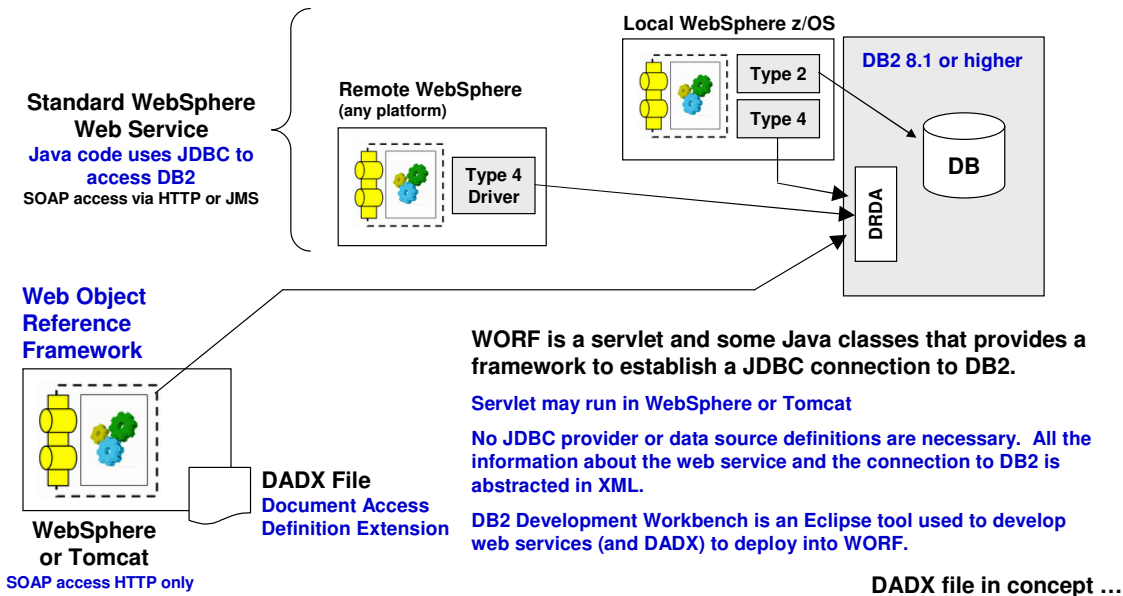 Local WebSphere z/OS
DB2 8.1 or higher
Type 2
Type 4
DB
DRDA
Remote WebSphere
(any platform)
Type 4
Driver
Standard WebSphere
Web Service
Java code uses JDBC to
access DB2
SOAP access via HTTP or JMS
Web Object
Reference
Framework
DADX File
Document Access
Definition Extension
WebSphere
or Tomcat
SOAP access HTTP only
WORF is a servlet and some Java classes that provides a
framework to establish a JDBC connection to DB2.
Servlet may run in WebSphere or Tomcat
No JDBC provider or data source definitions are necessary.  All the
information about the web service and the connection to DB2 is
abstracted in XML.
DB2 Development Workbench is an Eclipse tool used to develop
web services (and DADX) to deploy into WORF.
DADX file in concept …